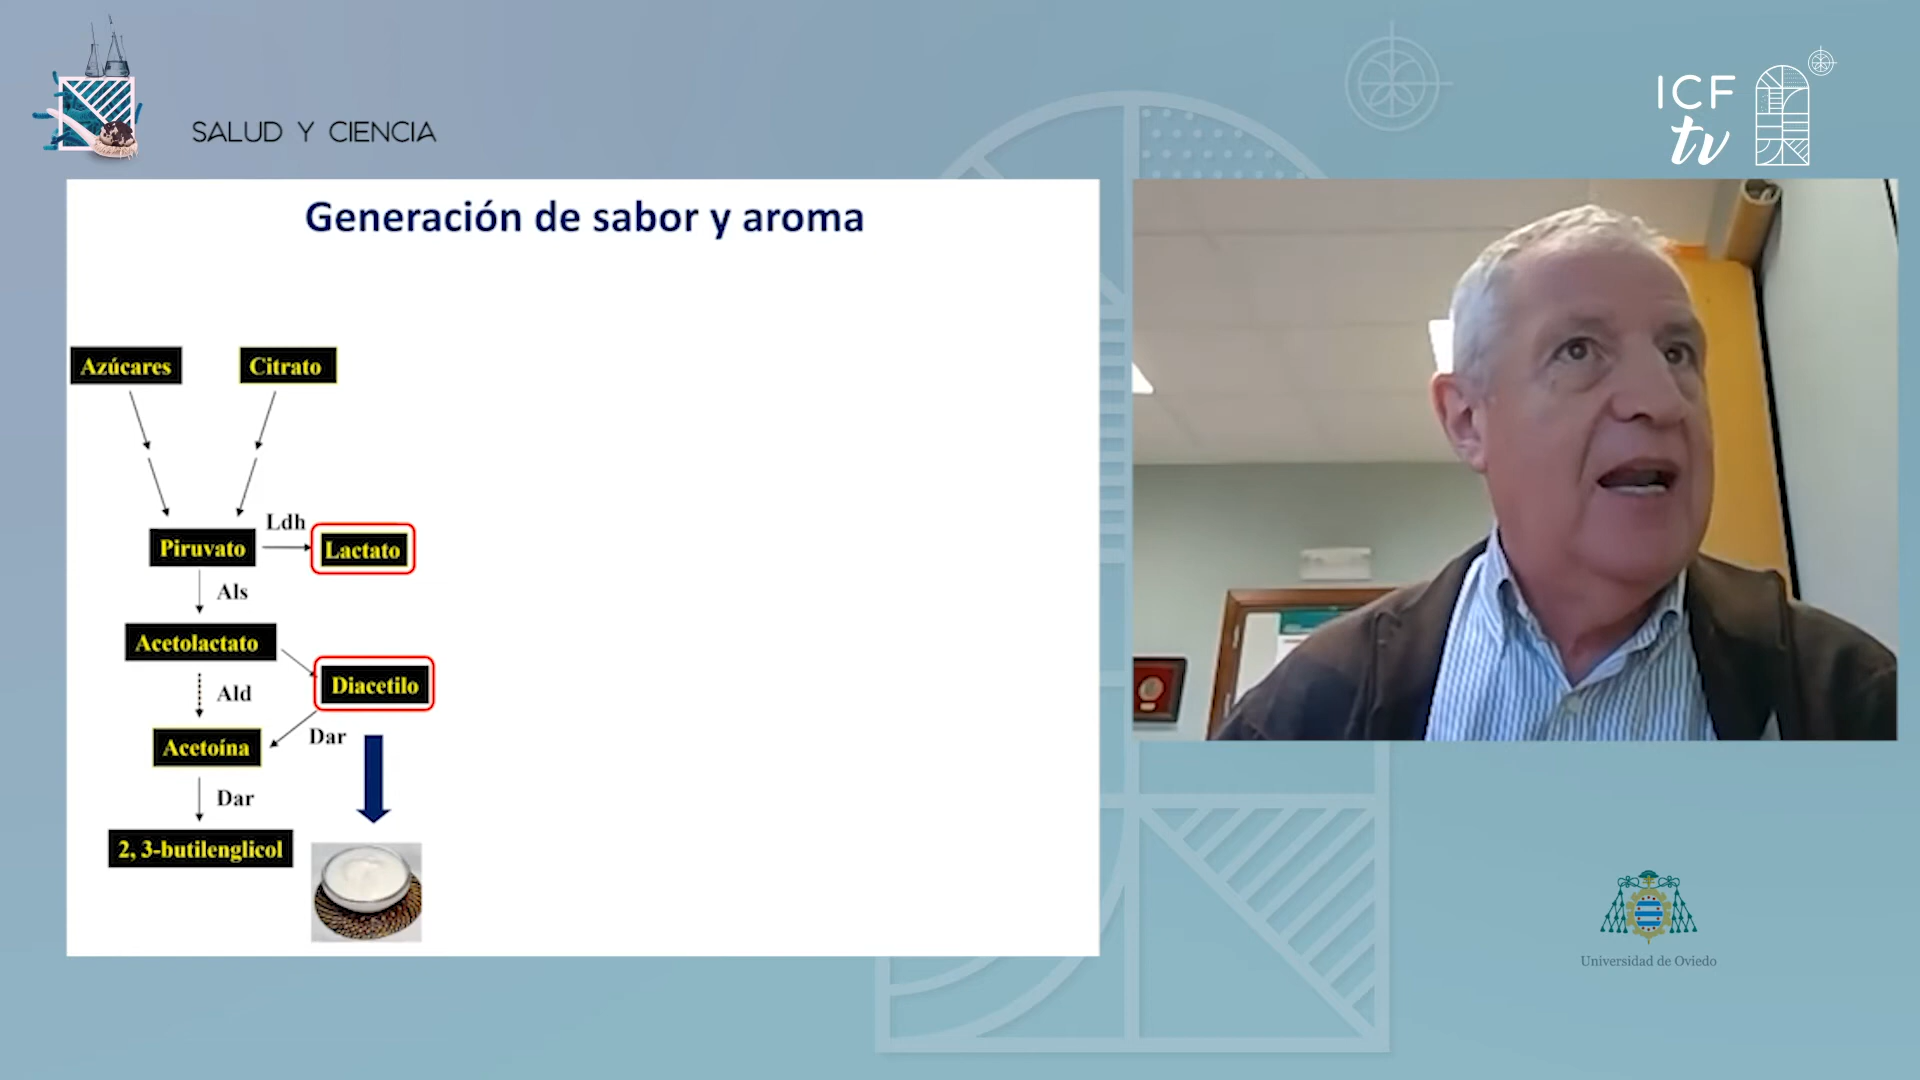 SALUD Y CIENCIA
ICF
tv
Generación de sabor y aroma
Azúcares
Citrato
Piruvato
Ldh
Lactato
Als
Acetolactato
Diacetilo
Ald
Acetoína
Dar
Dar
2, 3-butilenglicol
Universidad de Oviedo